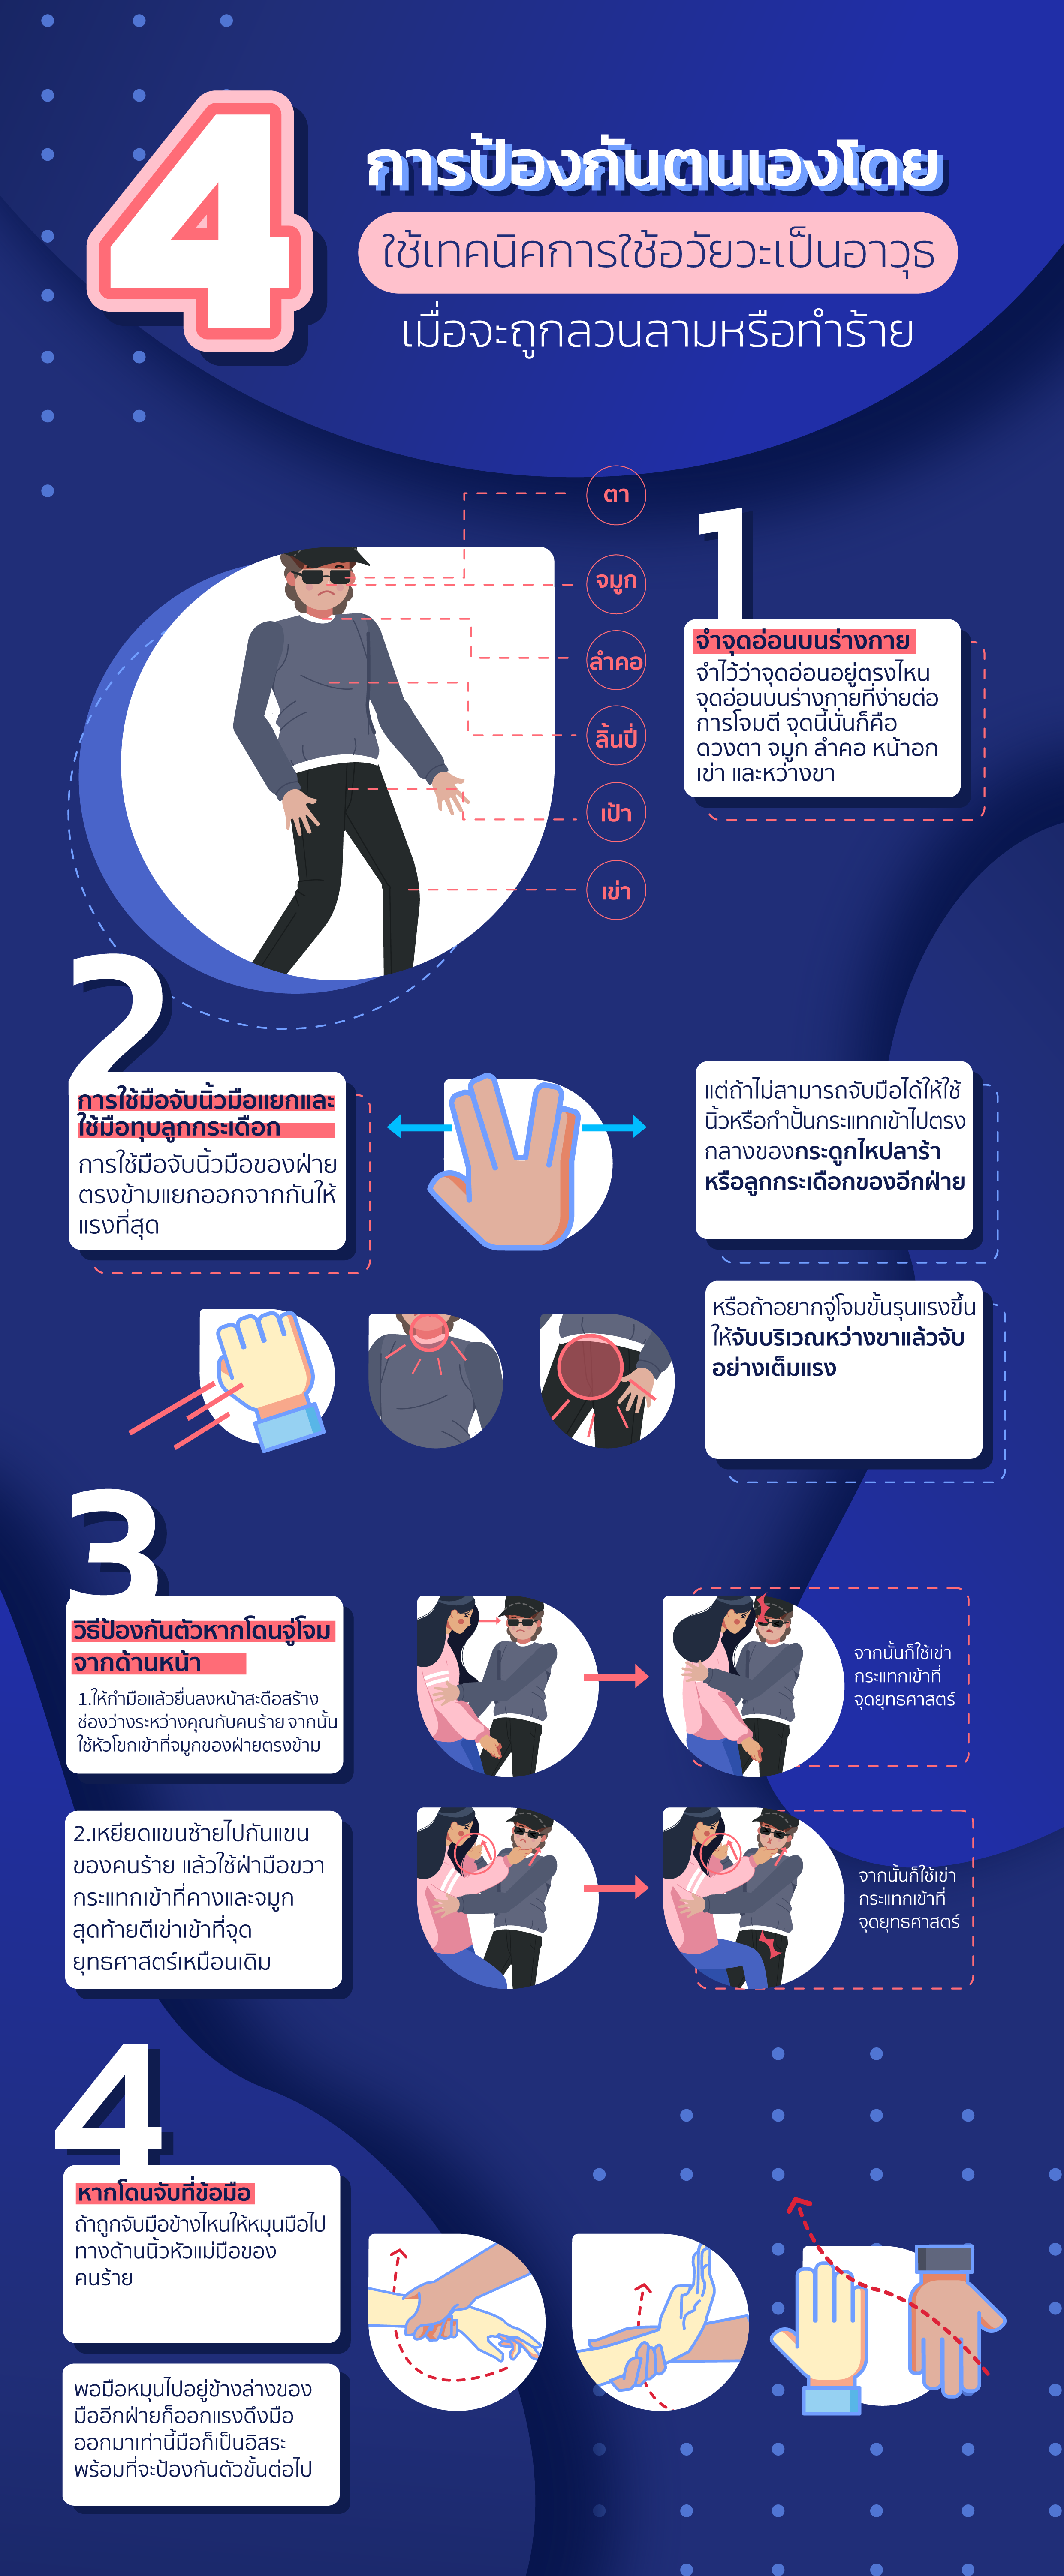 4
การป้องกันตนเองโดย
ใช้เทคนิคการใช้อวัยวะเป็นอาวุธ
เมื่อจะถูกลวนลามหรือทำร้าย
ตา
จมูก
ลำคอ
ลิ้นปี่
เป้า
เข่า
1
จำจุดอ่อนบนร่างกาย
จำไว้ว่าจุดอ่อนอยู่ตรงไหน
จุดอ่อนบนร่างกายที่ง่ายต่อ
การโจมตี จุดนี้นั่นก็คือ
ดวงตา จมูก ลำคอ หน้าอก
เข่า และหว่างขา
2
การใช้มือจับนิ้วมือแยกและ
ใช้มือทุบลูกกระเดือก
การใช้มือจับนิ้วมือของฝ่าย
ตรงข้ามแยกออกจากกันให้
แรงที่สุด
แต่ถ้าไม่สามารถจับมือได้ให้ใช้
นิ้วหรือกำปั้นกระแทกเข้าไปตรง
กลางของกระดูกไหปลาร้า
หรือลูกกระเดือกของอีกฝ่าย
หรือถ้าอยากจู่โจมขั้นรุนแรงขึ้น
ให้จับบริเวณหว่างขาแล้วจับ
อย่างเต็มแรง
3
วิธีป้องกันตัวหากโดนจู่โจม
จากด้านหน้า
1.ให้กำมือแล้วยื่นลงหน้าสะดือสร้าง
ช่องว่างระหว่างคุณกับคนร้าย จากนั้น
ใช้หัวโขกเข้าที่จมูกของฝ่ายตรงข้าม
จากนั้นก็ใช้เข่า
กระแทกเข้าที่
จุดยุทธศาสตร์
2.เหยียดแขนซ้ายไปกันแขน
ของคนร้าย แล้วใช้ฝ่ามือขวา
กระแทกเข้าที่คางและจมูก
สุดท้ายตีเข่าเข้าที่จุด
ยุทธศาสตร์เหมือนเดิม
จากนั้นก็ใช้เข่า
กระแทกเข้าที่
จุดยุทธศาสตร์
4
หากโดนจับที่ข้อมือ
ถ้าถูกจับมือข้างไหนให้หมุนมือไป
ทางด้านนิ้วหัวแม่มือของ
คนร้าย
พอมือหมุนไปอยู่ข้างล่างของ
มืออีกฝ่ายก็ออกแรงดึงมือ
ออกมาเท่านี้มือก็เป็นอิสระ
พร้อมที่จะป้องกันตัวขั้นต่อไป